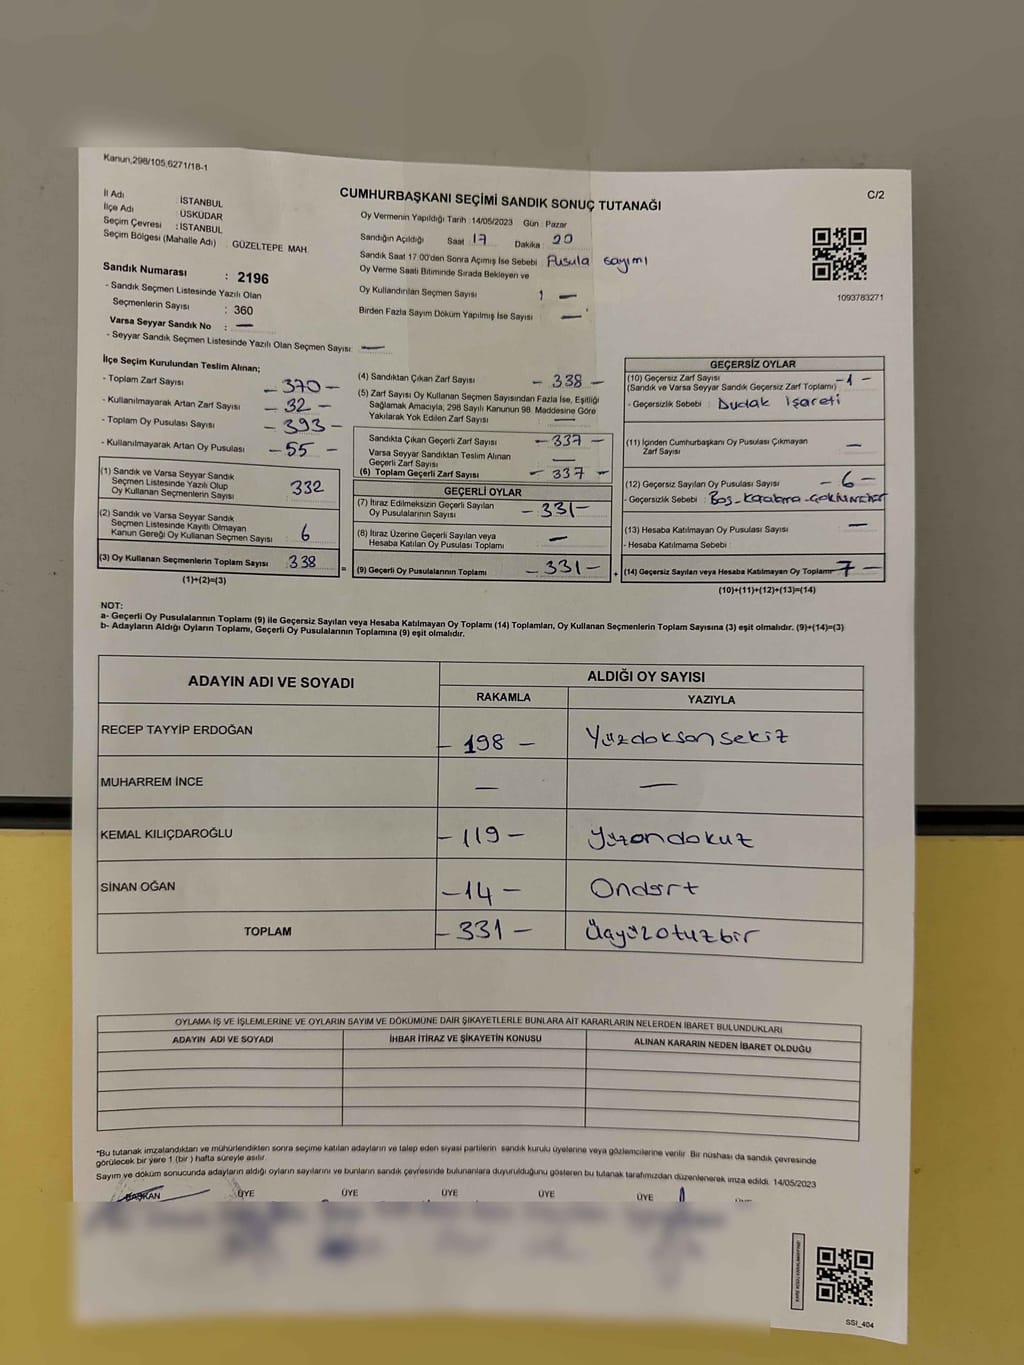 Kanun,298/105,6271/18-1
C/2
CUMHURBAŞKANI SEÇİMİ SANDIK SONUÇ TUTANAĞI
İl Adı : İSTANBUL
İlçe Adı : ÜSKÜDAR
Seçim Çevresi : İSTANBUL
Seçim Bölgesi (Mahalle Adı) : GÜZELTEPE MAH.
Sandık Numarası : 2196
- Sandık Seçmen Listesinde Yazılı Olan
Seçmenlerin Sayısı : 360
Varsa Seyyar Sandık No : —
- Seyyar Sandık Seçmen Listesinde Yazılı Olan Seçmen Sayısı: —
Oy Vermenin Yapıldığı Tarih :14/05/2023 Gün : Pazar
Sandığın Açıldığı Saat 17 Dakika : 20
Sandık Saat 17.00'den Sonra Açımış İse Sebebi : Pusula sayımı
Oy Verme Saati Bitiminde Sırada Bekleyen ve
Oy Kullandırılan Seçmen Sayısı 1 —
Birden Fazla Sayım Döküm Yapılmış İse Sayısı : —
1093783271
İlçe Seçim Kurulundan Teslim Alınan;
- Toplam Zarf Sayısı — 370 —
- Kullanılmayarak Artan Zarf Sayısı — 32 —
- Toplam Oy Pusulası Sayısı — 393 —
- Kullanılmayarak Artan Oy Pusulası — 55 —
(1) Sandık ve Varsa Seyyar Sandık
Seçmen Listesinde Yazılı Olup
Oy Kullanan Seçmenlerin Sayısı : 332
(2) Sandık ve Varsa Seyyar Sandık
Seçmen Listesinde Kayıtlı Olmayan
Kanun Gereği Oy Kullanan Seçmen Sayısı : 6
(3) Oy Kullanan Seçmenlerin Toplam Sayısı : 338
(1)+(2)=(3)
(4) Sandıktan Çıkan Zarf Sayısı — 338 —
(5) Zarf Sayısı Oy Kullanan Seçmen Sayısından Fazla İse, Eşitliği
Sağlamak Amacıyla, 298 Sayılı Kanunun 98. Maddesine Göre
Yakılarak Yok Edilen Zarf Sayısı : —
Sandıkta Çıkan Geçerli Zarf Sayısı — 337 —
Varsa Seyyar Sandıktan Teslim Alınan
Geçerli Zarf Sayısı —
(6) Toplam Geçerli Zarf Sayısı — 337 —
GEÇERLİ OYLAR
(7) İtiraz Edilmeksizin Geçerli Sayılan
Oy Pusulalarının Sayısı — 331 —
(8) İtiraz Üzerine Geçerli Sayılan veya
Hesaba Katılan Oy Pusulası Toplamı —
= (9) Geçerli Oy Pusulalarının Toplamı — 331 —
GEÇERSİZ OYLAR
(10) Geçersiz Zarf Sayısı — 1 —
(Sandık ve Varsa Seyyar Sandık Geçersiz Zarf Toplamı)
- Geçersizlik Sebebi : Dudak İşareti
(11) İçinden Cumhurbaşkanı Oy Pusulası Çıkmayan
Zarf Sayısı —
(12) Geçersiz Sayılan Oy Pusulası Sayısı — 6 —
- Geçersizlik Sebebi : Boş - Karalama -
(13) Hesaba Katılmayan Oy Pusulası Sayısı —
- Hesaba Katılmama Sebebi :
+ (14) Geçersiz Sayılan veya Hesaba Katılmayan Oy Toplamı — 7 —
(10)+(11)+(12)+(13)=(14)
NOT:
a- Geçerli Oy Pusulalarının Toplamı (9) ile Geçersiz Sayılan veya Hesaba Katılmayan Oy Toplamı (14) Toplamları, Oy Kullanan Seçmenlerin Toplam Sayısına (3) eşit olmalıdır. (9)+(14)=(3)
b- Adayların Aldığı Oyların Toplamı, Geçerli Oy Pusulalarının Toplamına (9) eşit olmalıdır.
ADAYIN ADI VE SOYADI ALDIĞI OY SAYISI
RAKAMLA YAZIYLA
RECEP TAYYİP ERDOĞAN — 198 — Yüzdoksansekiz
MUHARREM İNCE — —
KEMAL KILIÇDAROĞLU — 119 — Yüzondokuz
SİNAN OĞAN — 14 — Ondört
TOPLAM — 331 — Üçyüzotuzbir
OYLAMA İŞ VE İŞLEMLERİNE VE OYLARIN SAYIM VE DÖKÜMÜNE DAİR ŞİKAYETLERLE BUNLARA AİT KARARLARIN NELERDEN İBARET BULUNDUKLARI
ADAYIN ADI VE SOYADI İHBAR İTİRAZ VE ŞİKAYETİN KONUSU ALINAN KARARIN NEDEN İBARET OLDUĞU
*Bu tutanak imzalandıktan ve mühürlendikten sonra seçime katılan adayların ve talep eden siyasi partilerin sandık kurulu üyelerine veya gözlemcilerine verilir. Bir nüshası da sandık çevresinde
görülecek bir yere 1 (bir) hafta süreyle asılır.
Sayım ve döküm sonucunda adayların aldığı oyların sayılarını ve bunların sandık çevresinde bulunanlara duyurulduğunu gösteren bu tutanak tarafımızdan düzenlenerek imza edildi. 14/05/2023
BAŞKAN ÜYE ÜYE ÜYE ÜYE ÜYE
SSI_404